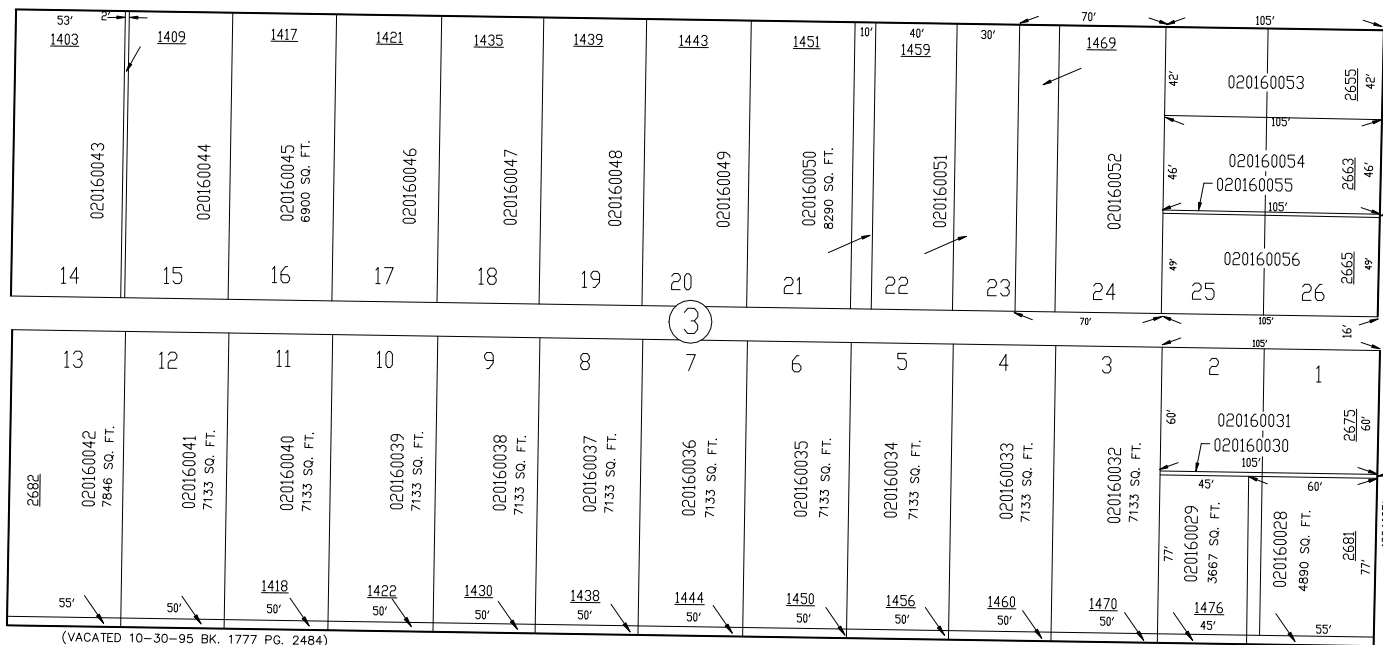 53' 2' 70' 105'
1403 1409 1417 1421 1435 1439 1443 1451 10' 40' 30' 1469
1459
42' 020160053 2655 42'
105'
020160043 020160044 020160045 020160046 020160047 020160048 020160049 020160050 020160051 020160052
6900 SQ. FT. 8290 SQ. FT.
46' 020160054 2663 46'
020160055
105'
49' 020160056 2665 49'
14 15 16 17 18 19 20 21 22 23 24 25 26
3
70' 105' 16'
105'
13 12 11 10 9 8 7 6 5 4 3 2 1
60' 020160031 2675 60'
020160030
105'
45' 60'
2682 020160042 020160041 020160040 020160039 020160038 020160037 020160036 020160035 020160034 020160033 020160032 020160029 020160028 2681
7846 SQ. FT. 7133 SQ. FT. 7133 SQ. FT. 7133 SQ. FT. 7133 SQ. FT. 7133 SQ. FT. 7133 SQ. FT. 7133 SQ. FT. 7133 SQ. FT. 7133 SQ. FT. 7133 SQ. FT. 3667 SQ. FT. 4890 SQ. FT.
77' 77'
1418 1422 1430 1438 1444 1450 1456 1460 1470 1476
55' 50' 50' 50' 50' 50' 50' 50' 50' 50' 50' 45' 55'
(VACATED 10-30-95 BK. 1777 PG. 2484)